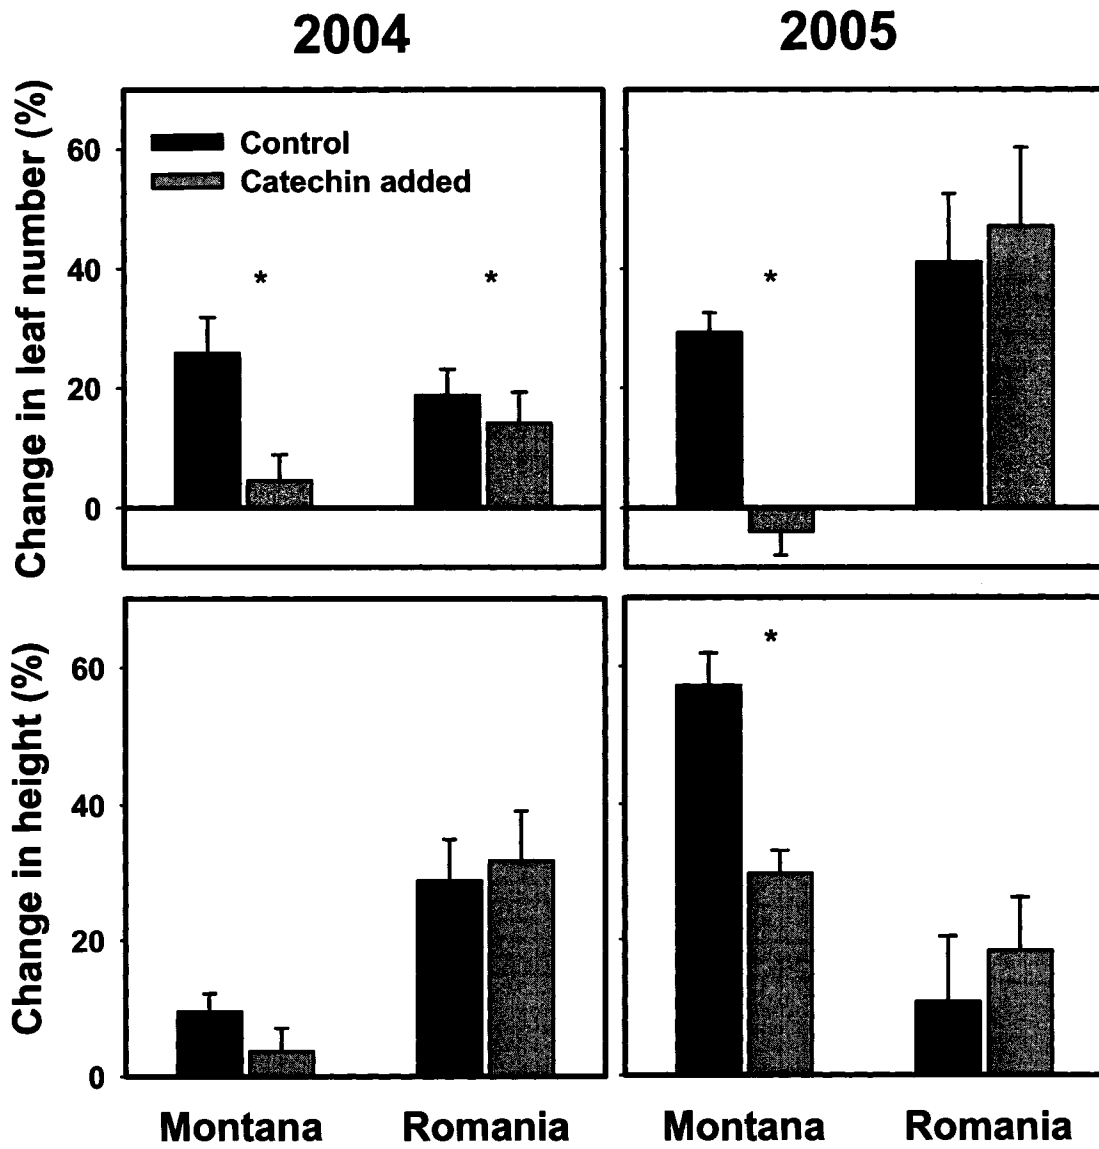 2004
2005
Change in leaf number (%)
60
40
20
0
Control
Catechin added
*
*
*
Change in height (%)
60
40
20
0
*
Montana
Romania
Montana
Romania